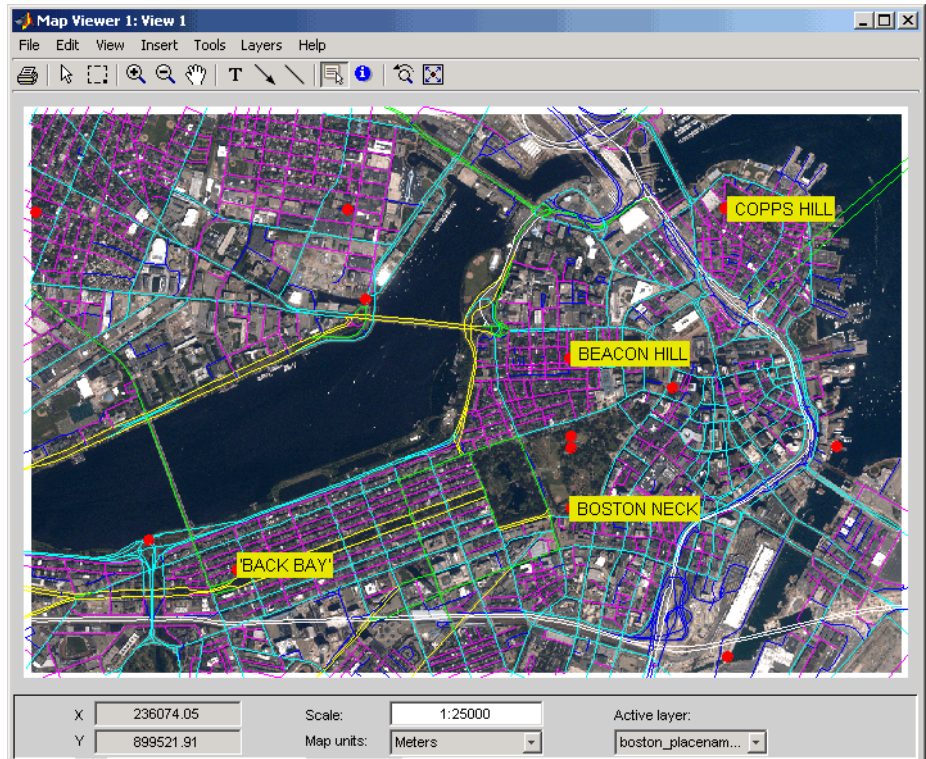 Map Viewer 1: View 1
File Edit View Insert Tools Layers Help
T
COPPS HILL
BEACON HILL
BOSTON NECK
'BACK BAY'
X 236074.05 Scale: 1:25000 Active layer:
Y 899521.91 Map units: Meters boston_placenam...